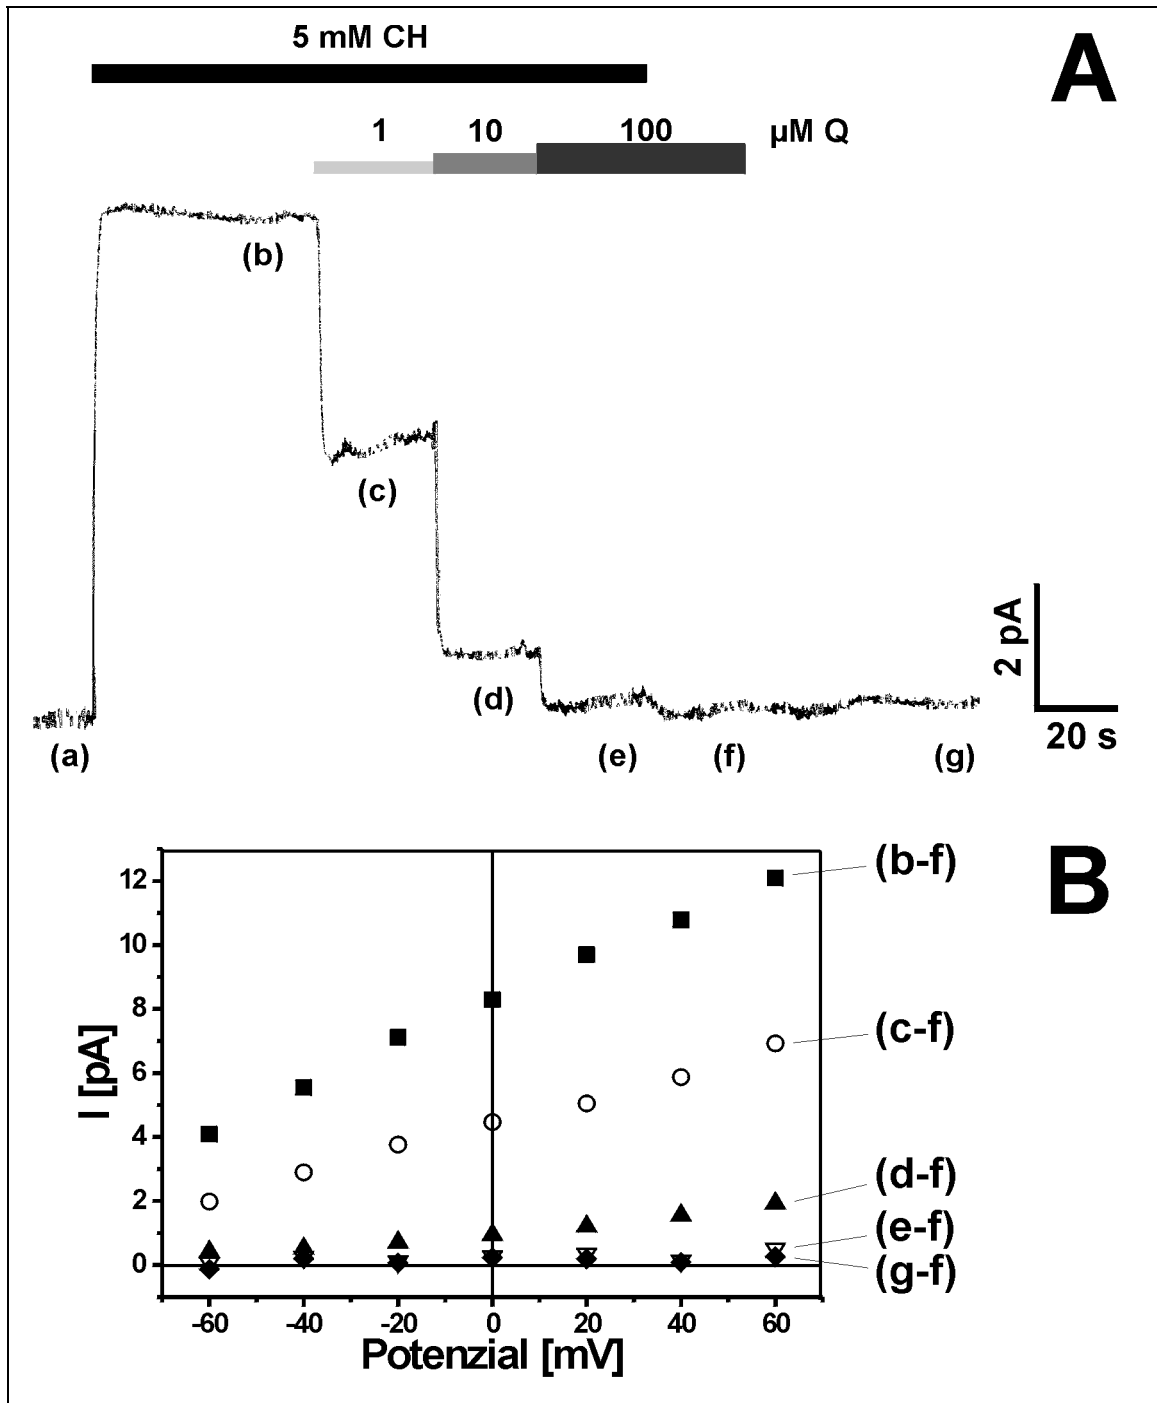 A
5 mM CH
1 10 100 µM Q
(b)
(c)
(d)
2 pA
20 s
(a) (e) (f) (g)
B
(b-f)
(c-f)
(d-f)
(e-f)
(g-f)
12
10
8
6
4
2
0
I [pA]
-60 -40 -20 0 20 40 60
Potenzial [mV]